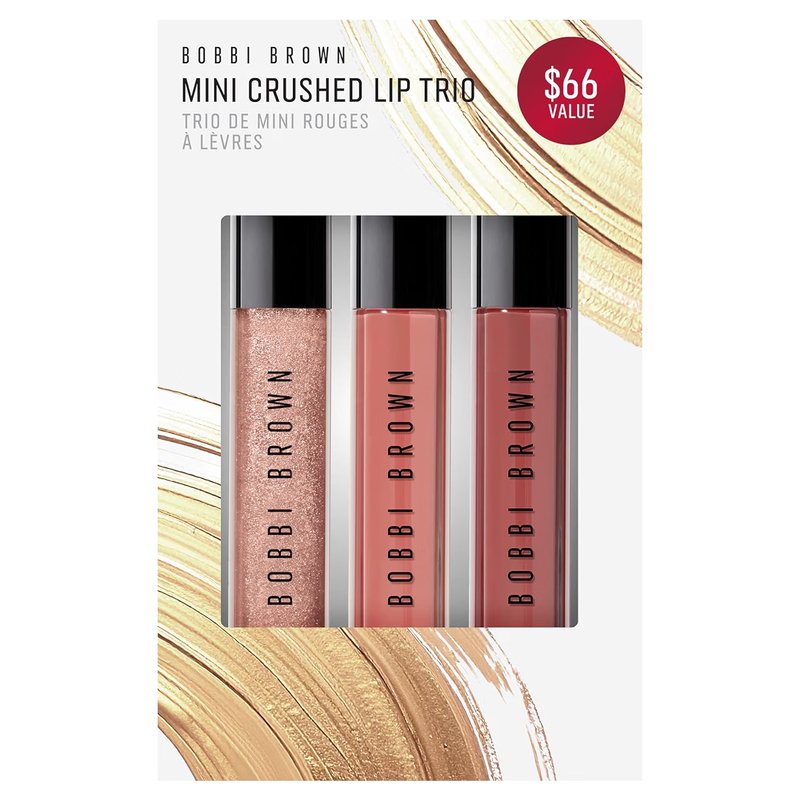 BOBBI BROWN
MINI CRUSHED LIP TRIO
TRIO DE MINI ROUGES
À LÈVRES
$66
VALUE
BOBBI BROWN
BOBBI BROWN
BOBBI BROWN